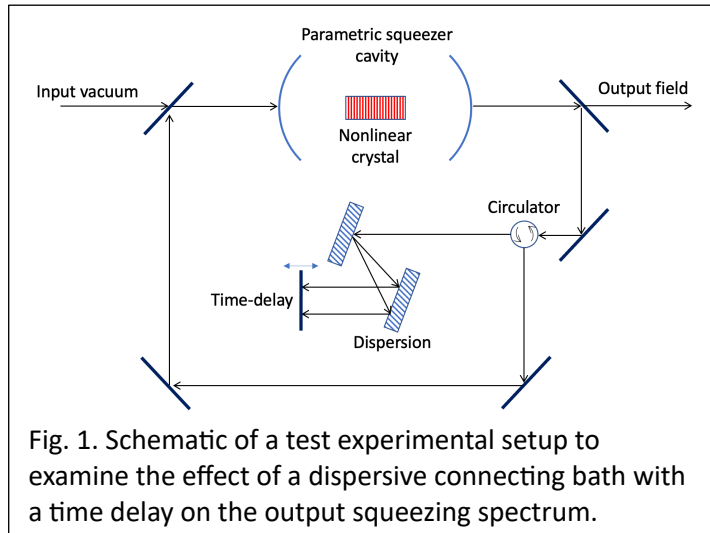 Parametric squeezer
cavity
Input vacuum
Output field
Nonlinear
crystal
Circulator
Time-delay
Dispersion
Fig. 1. Schematic of a test experimental setup to
examine the effect of a dispersive connecting bath with
a time delay on the output squeezing spectrum.